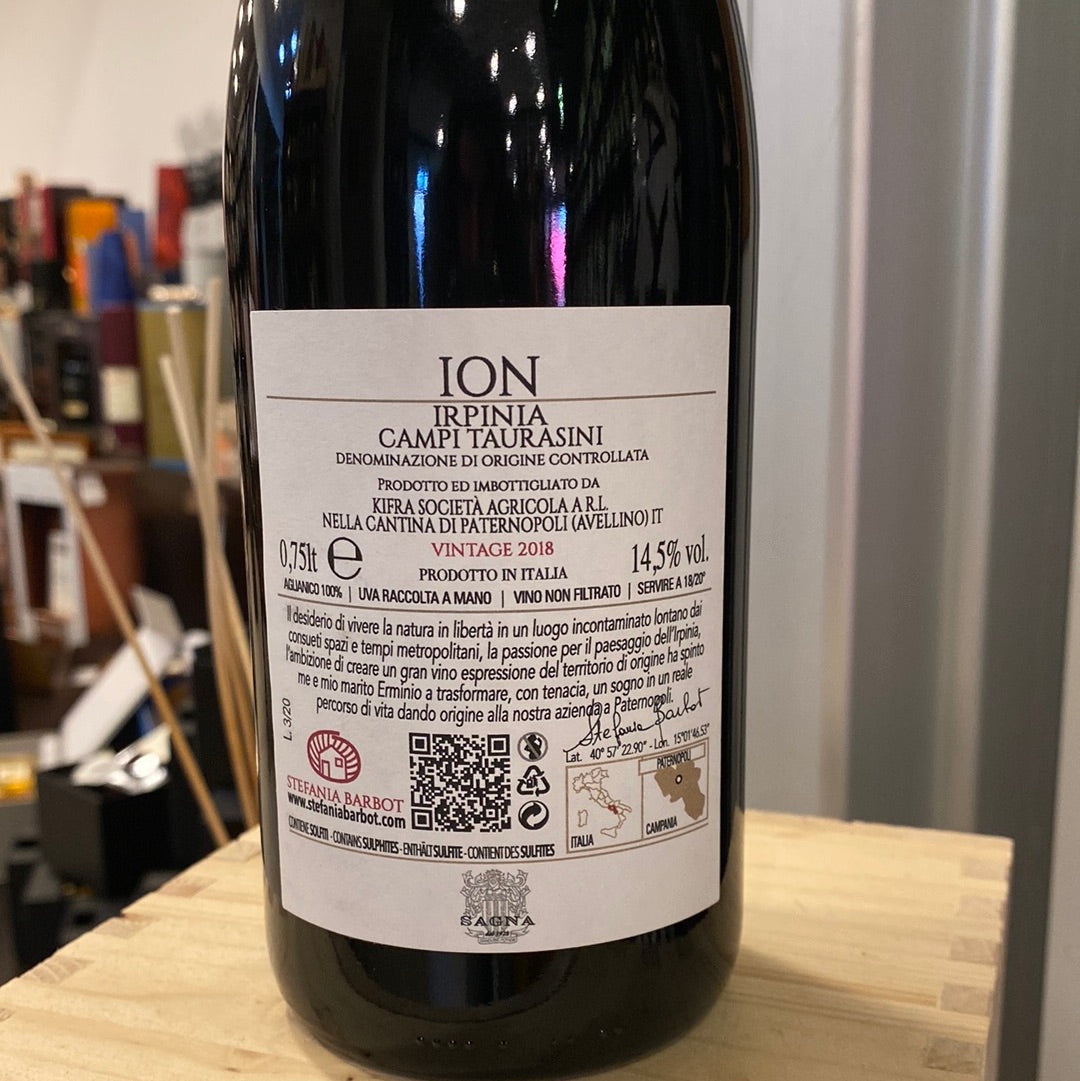 ION
IRPINIA
CAMPI TAURASINI
DENOMINAZIONE DI ORIGINE CONTROLLATA
PRODOTTO ED IMBOTTIGLIATO DA
KIFRA SOCIETÀ AGRICOLA A R.L.
NELLA CANTINA DI PATERNOPOLI (AVELLINO) IT
0,75lt e VINTAGE 2018 14,5% vol.
PRODOTTO IN ITALIA
AGLIANICO 100% | UVA RACCOLTA A MANO | VINO NON FILTRATO | SERVIRE A 18/20°
Il desiderio di vivere la natura in libertà in un luogo incontaminato lontano dai
consueti spazi e tempi metropolitani, la passione per il paesaggio dell'Irpinia,
l'ambizione di creare un gran vino espressione del territorio di origine ha spinto
me e mio marito Erminio a trasformare, con tenacia, un sogno in un reale
percorso di vita dando origine alla nostra azienda a Paternopoli.
Stefania Barbot
L. 3/20
Lat. 40° 57' 22.90" - Lon. 15°01'46.53"
STEFANIA BARBOT
www.stefaniabarbot.com
ITALIA
PATERNOPOLI
CAMPANIA
CONTIENE SOLFITI - CONTAINS SULPHITES - ENTHÄLT SULFITE - CONTIENT DES SULFITES
SAGNA